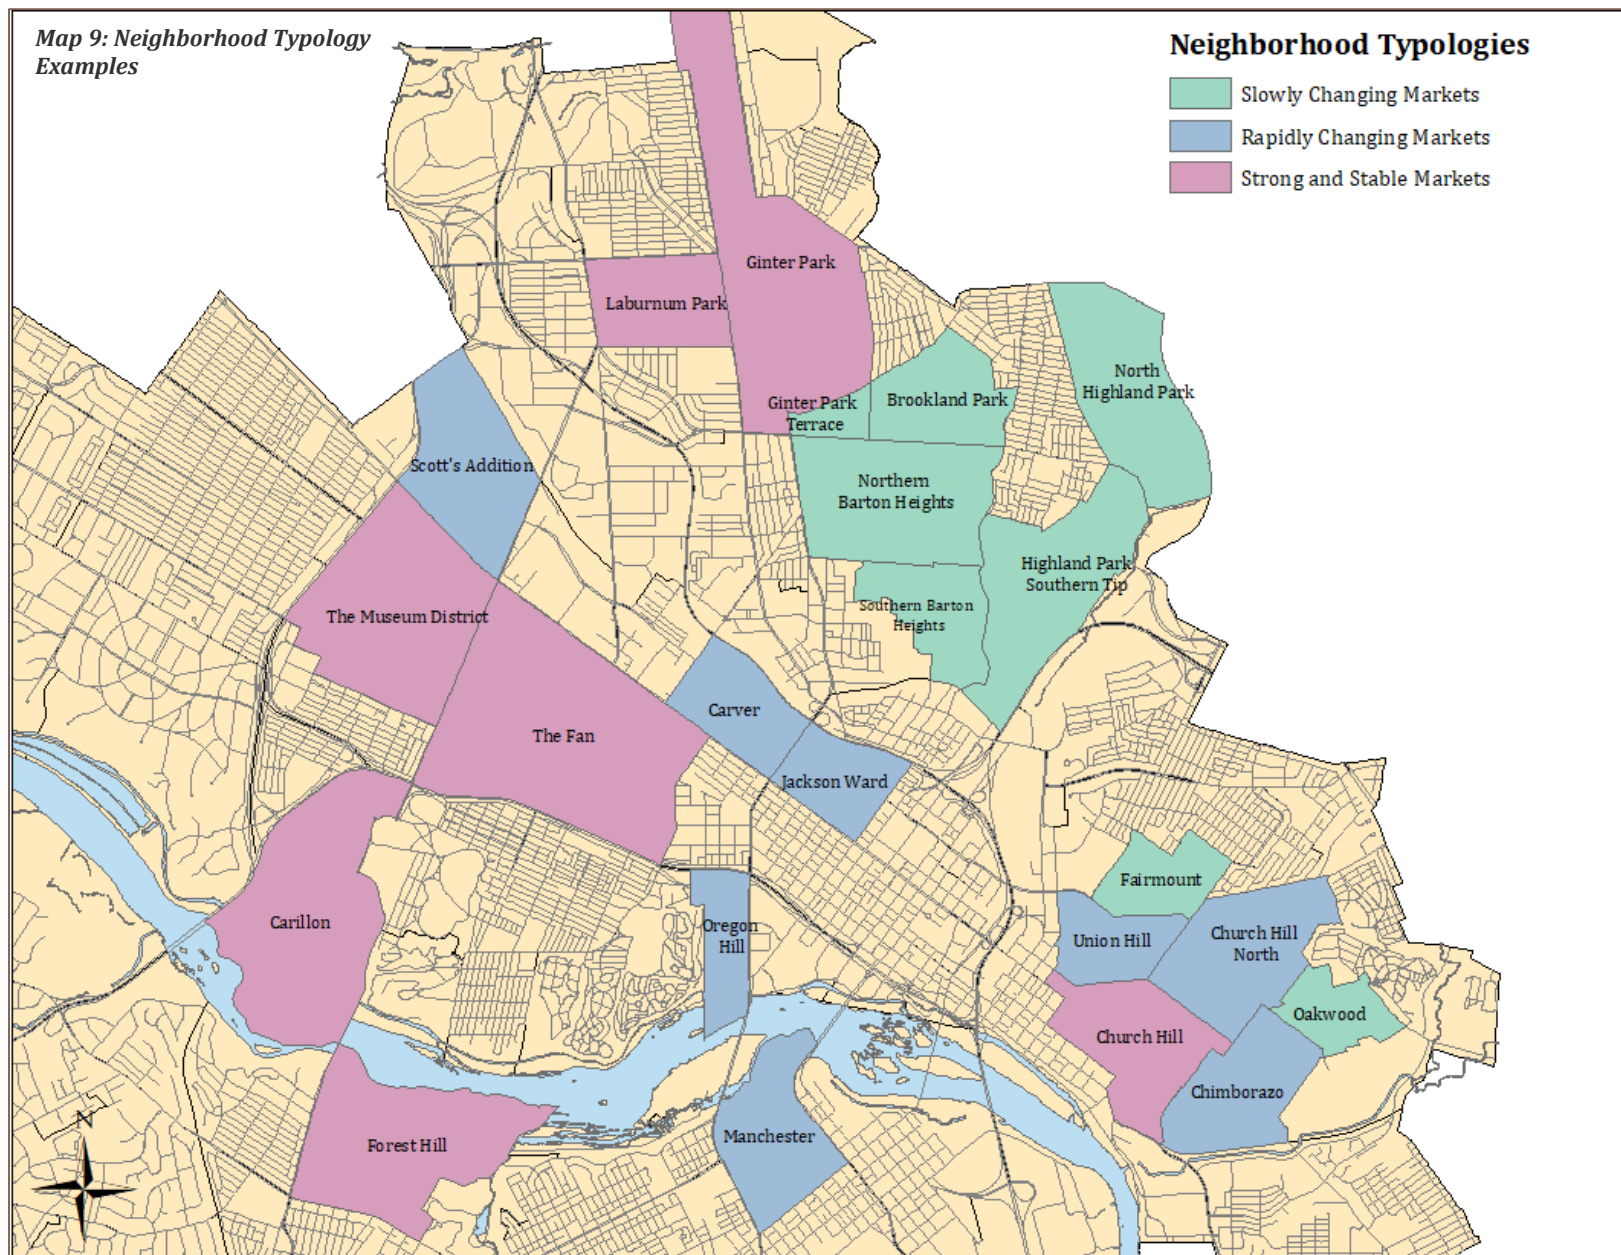 Map 9: Neighborhood Typology
Examples
Neighborhood Typologies
Slowly Changing Markets
Rapidly Changing Markets
Strong and Stable Markets
Ginter Park
Laburnum Park
North
Highland Park
Ginter Park
Terrace
Brookland Park
Scott's Addition
Northern
Barton Heights
Highland Park
Southern Tip
Southern Barton
Heights
The Museum District
Carver
The Fan
Jackson Ward
Fairmount
Carillon
Oregon
Hill
Union Hill
Church Hill
North
Oakwood
Church Hill
Chimborazo
Manchester
Forest Hill
N